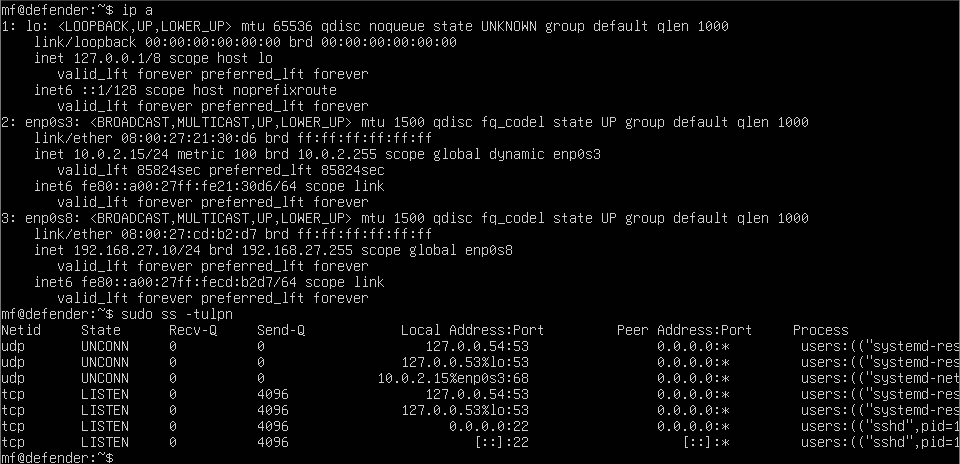 mf@defender:~$ ip a
1: lo: <LOOPBACK,UP,LOWER_UP> mtu 65536 qdisc noqueue state UNKNOWN group default qlen 1000
    link/loopback 00:00:00:00:00:00 brd 00:00:00:00:00:00
    inet 127.0.0.1/8 scope host lo
       valid_lft forever preferred_lft forever
    inet6 ::1/128 scope host noprefixroute
       valid_lft forever preferred_lft forever
2: enp0s3: <BROADCAST,MULTICAST,UP,LOWER_UP> mtu 1500 qdisc fq_codel state UP group default qlen 1000
    link/ether 08:00:27:21:30:d6 brd ff:ff:ff:ff:ff:ff
    inet 10.0.2.15/24 metric 100 brd 10.0.2.255 scope global dynamic enp0s3
       valid_lft 85824sec preferred_lft 85824sec
    inet6 fe80::a00:27ff:fe21:30d6/64 scope link
       valid_lft forever preferred_lft forever
3: enp0s8: <BROADCAST,MULTICAST,UP,LOWER_UP> mtu 1500 qdisc fq_codel state UP group default qlen 1000
    link/ether 08:00:27:cd:b2:d7 brd ff:ff:ff:ff:ff:ff
    inet 192.168.27.10/24 brd 192.168.27.255 scope global enp0s8
       valid_lft forever preferred_lft forever
    inet6 fe80::a00:27ff:fecd:b2d7/64 scope link
       valid_lft forever preferred_lft forever
mf@defender:~$ sudo ss -tulpn
Netid     State      Recv-Q     Send-Q            Local Address:Port         Peer Address:Port     Process
udp       UNCONN     0          0                    127.0.0.54:53                0.0.0.0:*         users:(("systemd-res
udp       UNCONN     0          0                 127.0.0.53%lo:53                0.0.0.0:*         users:(("systemd-res
udp       UNCONN     0          0              10.0.2.15%enp0s3:68                0.0.0.0:*         users:(("systemd-net
tcp       LISTEN     0          4096                 127.0.0.54:53                0.0.0.0:*         users:(("systemd-res
tcp       LISTEN     0          4096              127.0.0.53%lo:53                0.0.0.0:*         users:(("systemd-res
tcp       LISTEN     0          4096                    0.0.0.0:22                0.0.0.0:*         users:(("sshd",pid=1
tcp       LISTEN     0          4096                       [::]:22                   [::]:*         users:(("sshd",pid=1
mf@defender:~$